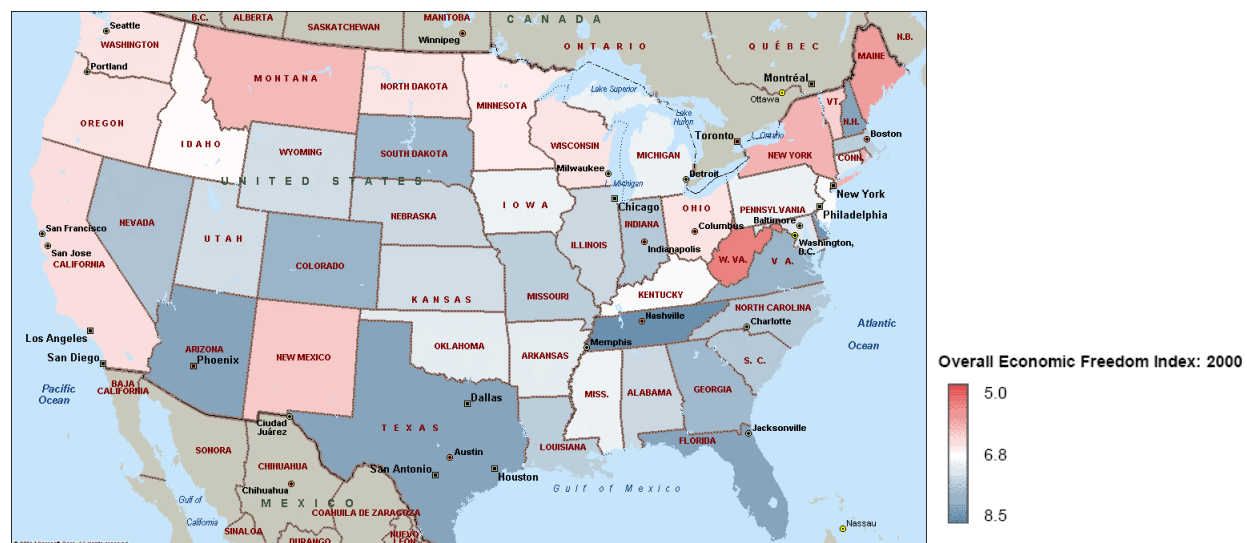 B.C.
ALBERTA
SASKATCHEWAN
MANITOBA
CANADA
Winnipeg
ONTARIO
QUÉBEC
N.B.
Seattle
WASHINGTON
Portland
MONTANA
NORTH DAKOTA
MINNESOTA
Lake Superior
Montréal
Ottawa
MAINE
VT.
N.H.
OREGON
IDAHO
WYOMING
SOUTH DAKOTA
WISCONSIN
Lake
Huron
Toronto
L. Ontario
Boston
MICHIGAN
NEW YORK
CONN.
Milwaukee
L. Michigan
Detroit
UNITED STATES
NEVADA
UTAH
NEBRASKA
IOWA
Chicago
OHIO
PENNSYLVANIA
New York
Philadelphia
San Francisco
San Jose
CALIFORNIA
COLORADO
ILLINOIS
INDIANA
Indianapolis
Columbus
Baltimore
Washington,
D.C.
W. VA.
V A.
KANSAS
MISSOURI
KENTUCKY
NORTH CAROLINA
Nashville
Charlotte
Los Angeles
San Diego
ARIZONA
Phoenix
NEW MEXICO
OKLAHOMA
ARKANSAS
Memphis
S. C.
Atlantic
Ocean
Pacific
Ocean
BAJA
CALIFORNIA
Dallas
MISS.
ALABAMA
GEORGIA
Ciudad
Juárez
TEXAS
Jacksonville
SONORA
LOUISIANA
FLORIDA
Austin
San Antonio
Houston
CHIHUAHUA
Chihuahua
Gulf of
California
Gulf of Mexico
MEXICO
COAHUILA DE ZARAGOZA
SINALOA
DURANGO
NUEVO
LEÓN
Nassau
Overall Economic Freedom Index: 2000
5.0
6.8
8.5